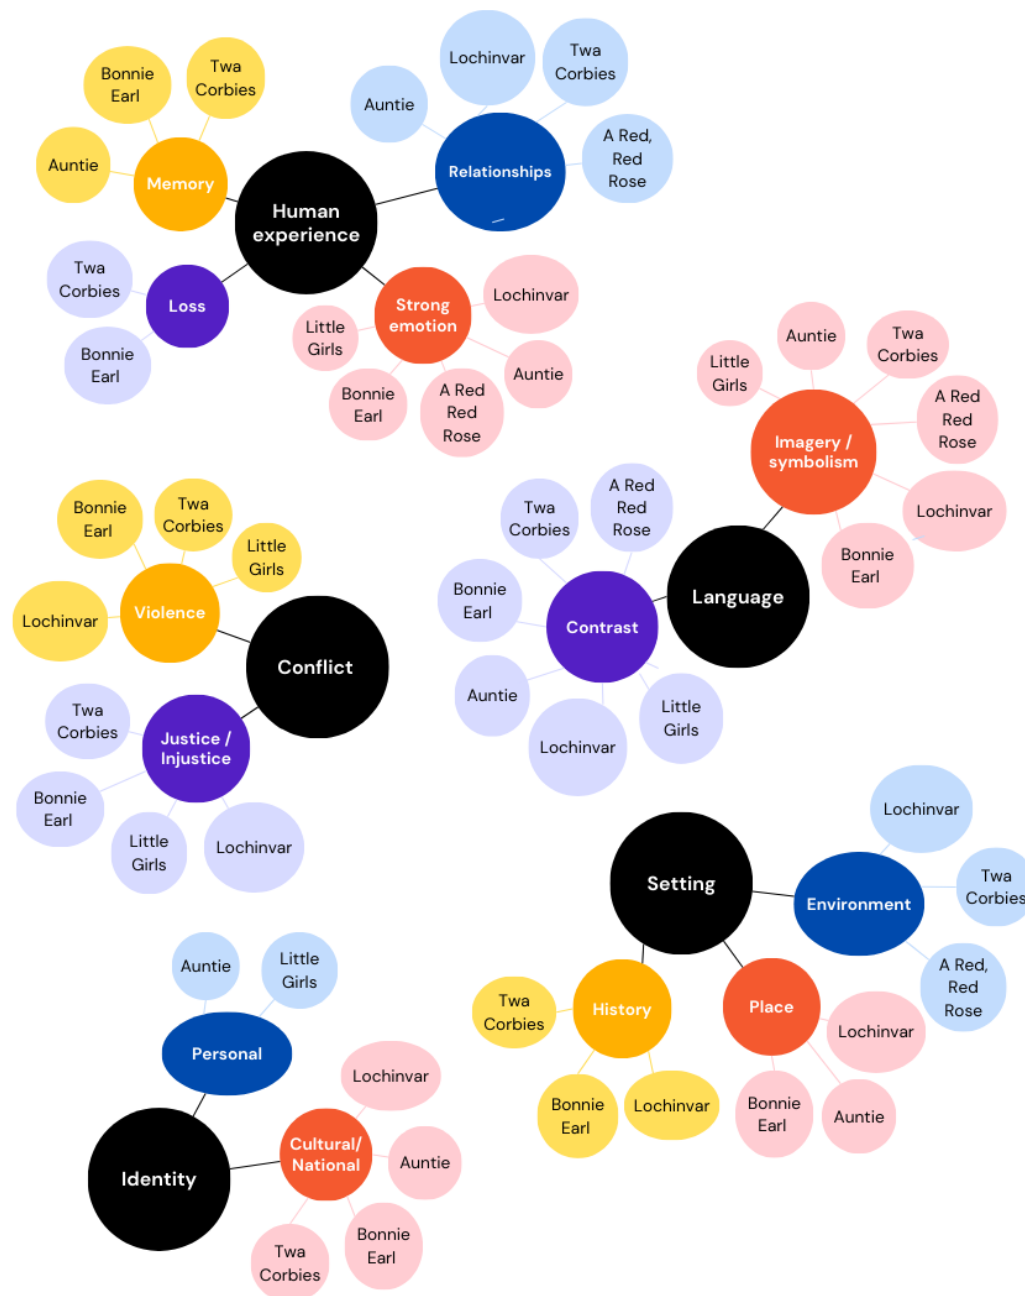 Human
experience
Memory
Auntie
Bonnie
Earl
Twa
Corbies
Relationships
Auntie
Lochinvar
Twa
Corbies
A Red,
Red
Rose
Loss
Twa
Corbies
Bonnie
Earl
Strong
emotion
Little
Girls
Bonnie
Earl
A Red
Red
Rose
Auntie
Lochinvar
Language
Imagery /
symbolism
Little
Girls
Auntie
Twa
Corbies
A Red
Red
Rose
Lochinvar
Bonnie
Earl
Contrast
A Red
Red
Rose
Twa
Corbies
Bonnie
Earl
Auntie
Lochinvar
Little
Girls
Conflict
Violence
Bonnie
Earl
Twa
Corbies
Little
Girls
Lochinvar
Justice /
Injustice
Twa
Corbies
Bonnie
Earl
Little
Girls
Lochinvar
Setting
Environment
Lochinvar
Twa
Corbies
A Red,
Red
Rose
History
Twa
Corbies
Bonnie
Earl
Lochinvar
Place
Lochinvar
Bonnie
Earl
Auntie
Identity
Personal
Auntie
Little
Girls
Cultural/
National
Lochinvar
Auntie
Bonnie
Earl
Twa
Corbies